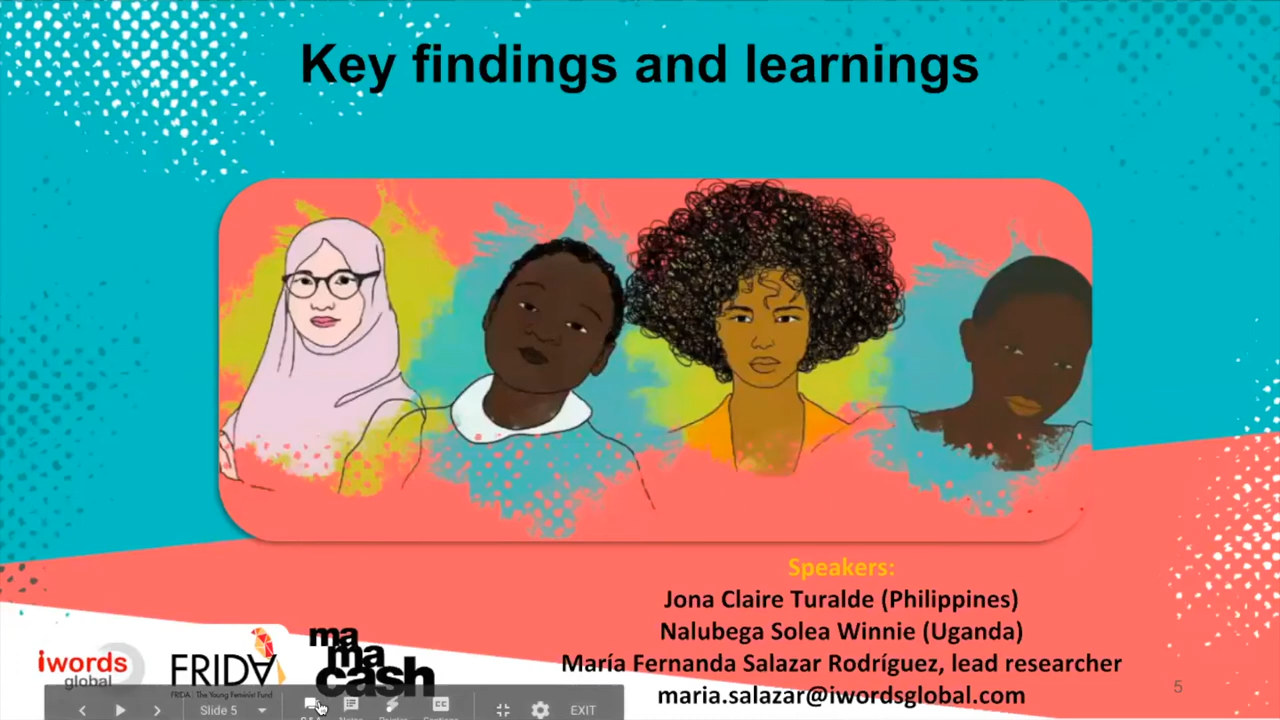 Key findings and learnings
Speakers:
Jona Claire Turalde (Philippines)
Nalubega Solea Winnie (Uganda)
María Fernanda Salazar Rodríguez, lead researcher
maria.salazar@iwordsglobal.com
5
iwords
global
FRIDA
FRIDA | The Young Feminist Fund
ma
ma
cash
Slide 5
EXIT